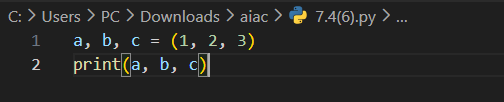 C: > Users > PC > Downloads > aiac > 7.4(6).py > ...
1 a, b, c = (1, 2, 3)
2 print(a, b, c)